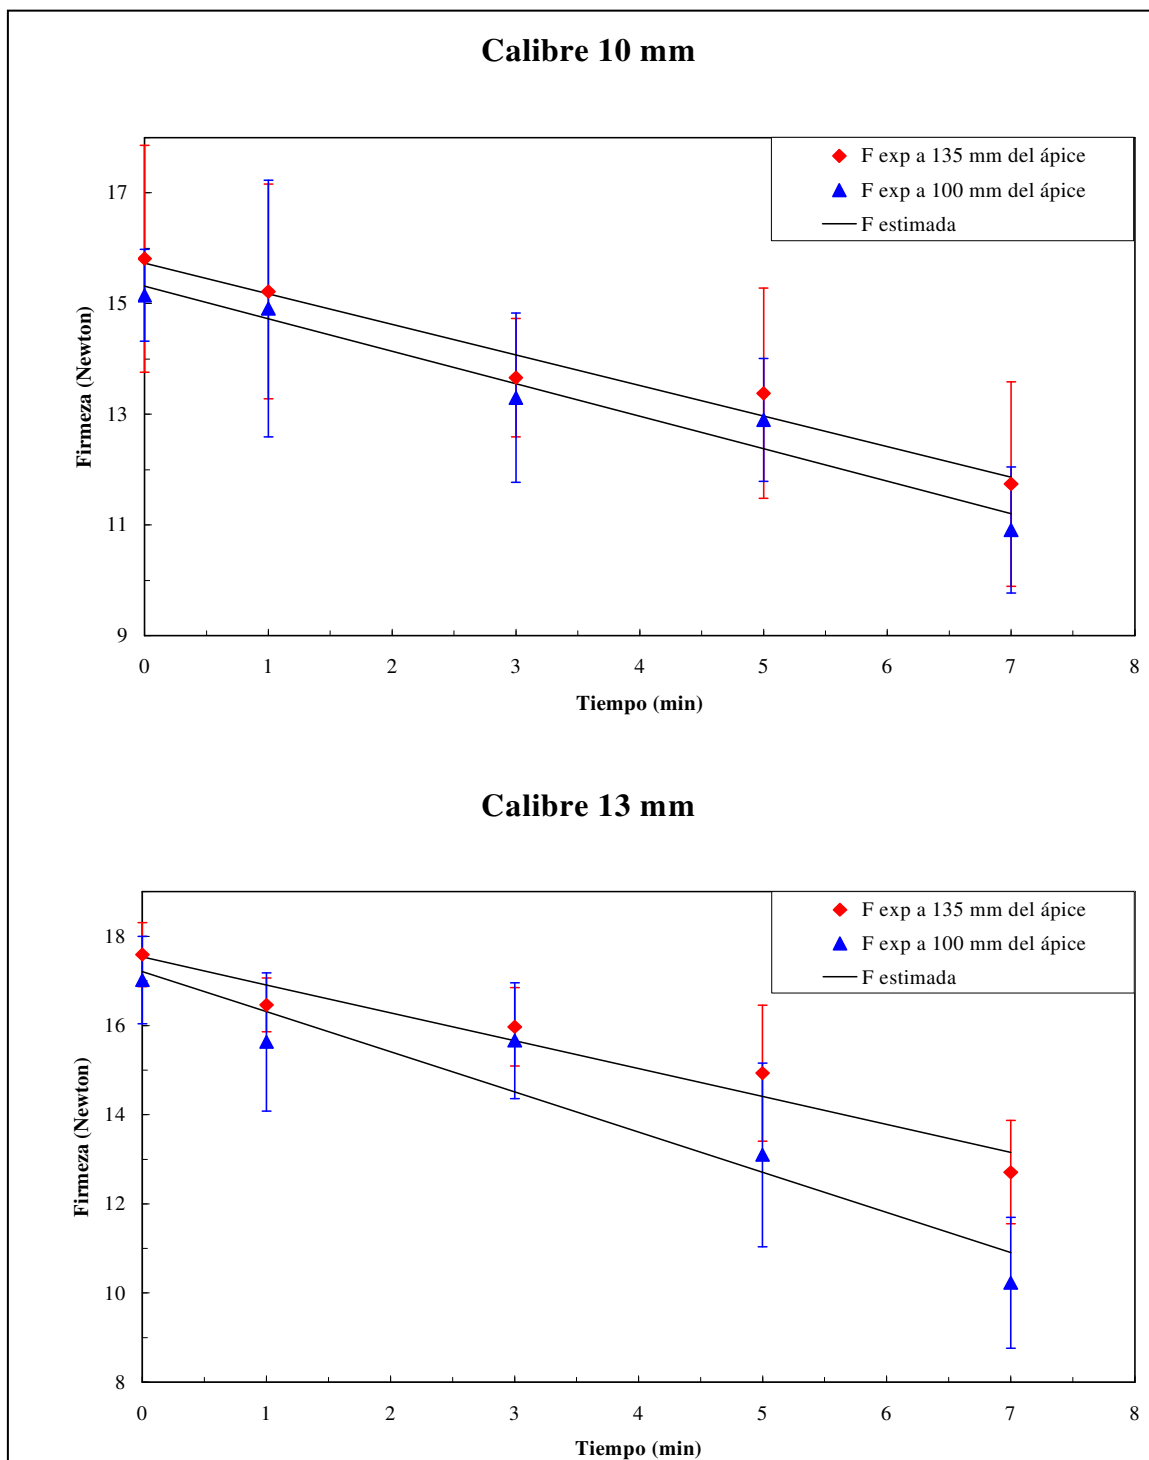 Calibre 10 mm
F exp a 135 mm del ápice
F exp a 100 mm del ápice
F estimada
17
15
13
11
9
Firmeza (Newton)
0 1 2 3 4 5 6 7 8
Tiempo (min)
Calibre 13 mm
F exp a 135 mm del ápice
F exp a 100 mm del ápice
F estimada
18
16
14
12
10
8
Firmeza (Newton)
0 1 2 3 4 5 6 7 8
Tiempo (min)